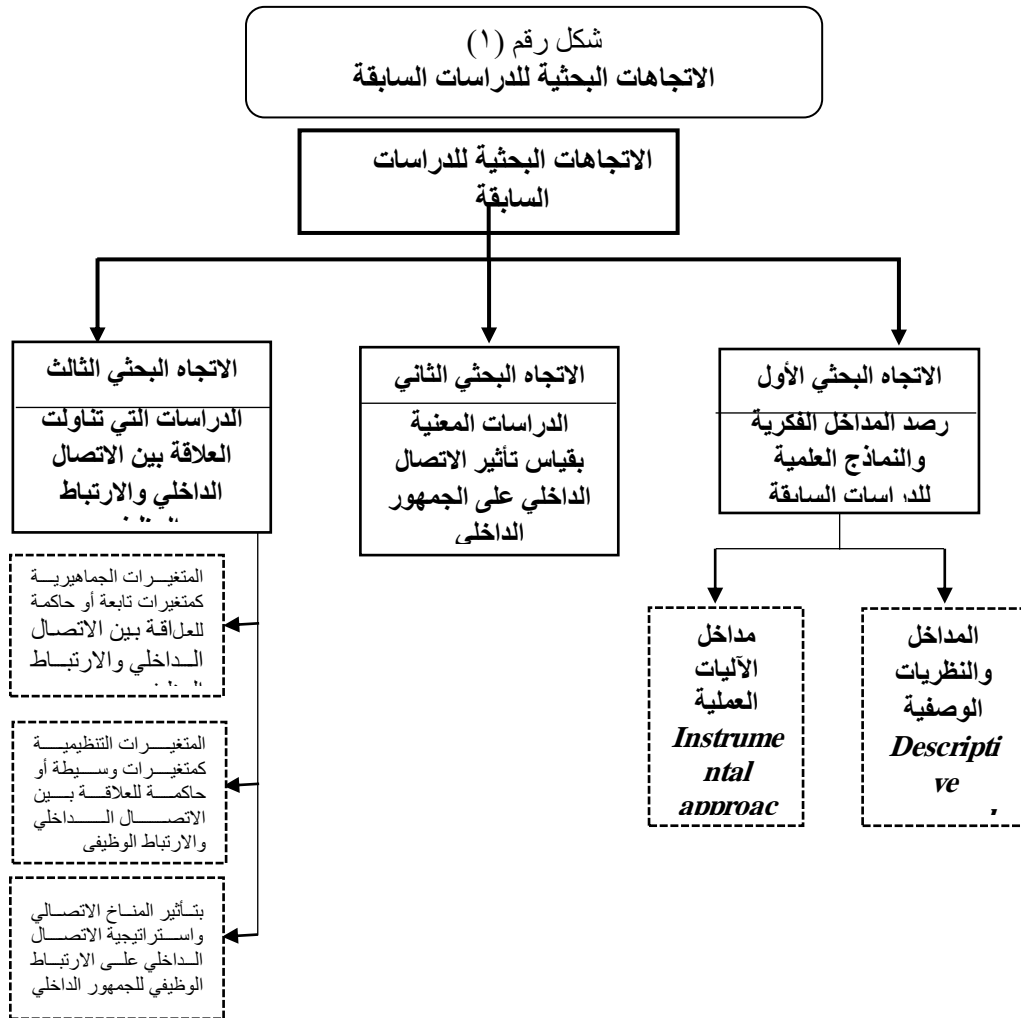 شكل رقم (١)
الاتجاهات البحثية للدراسات السابقة
الاتجاهات البحثية للدراسات
السابقة
الاتجاه البحثي الأول
رصد المداخل الفكرية
والنماذج العلمية
للدراسات السابقة
المداخل
والنظريات
الوصفية
Descripti
ve
مداخل
الآليات
العملية
Instrume
ntal
approac
الاتجاه البحثي الثاني
الدراسات المعنية
بقياس تأثير الاتصال
الداخلي على الجمهور
الداخلي
الاتجاه البحثي الثالث
الدراسات التي تناولت
العلاقة بين الاتصال
الداخلي والارتباط
المتغيرات الجماهيرية
كمتغيرات تابعة أو حاكمة
للعلاقة بين الاتصال
الداخلي والارتباط
المتغيرات التنظيمية
كمتغيرات وسيطة أو
حاكمة للعلاقة بين
الاتصال الداخلي
والارتباط الوظيفي
بتأثير المناخ الاتصالي
واستراتيجية الاتصال
الداخلي على الارتباط
الوظيفي للجمهور الداخلي